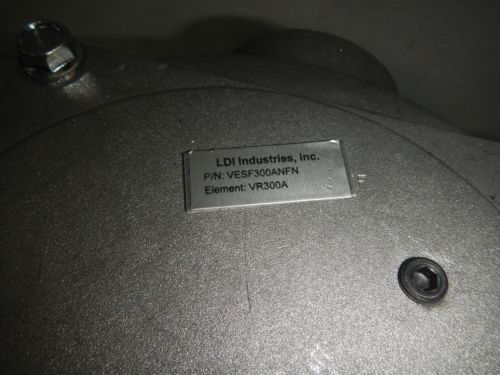 LDI Industries, Inc.
P/N: VESF300ANFN
Element: VR300A